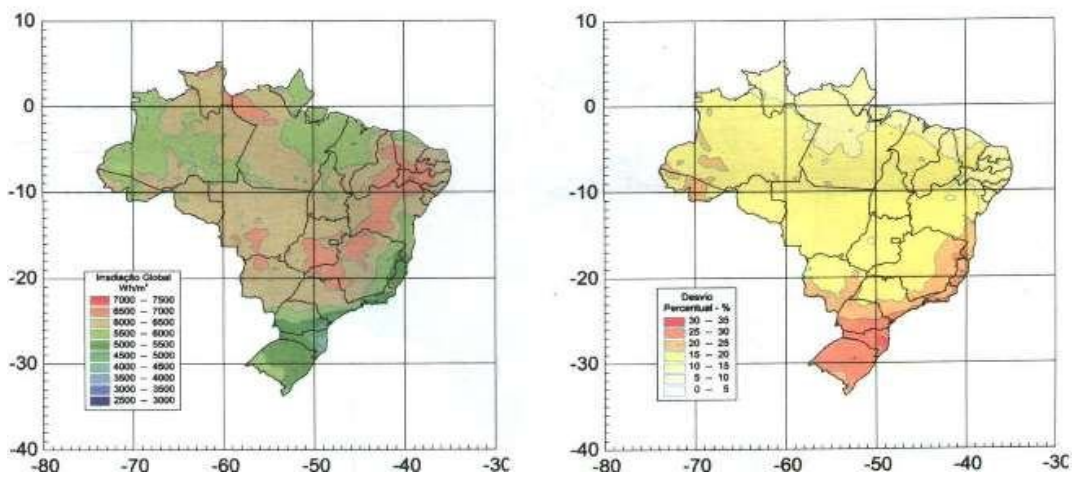 10
0
-10
-20
-30
-40
-80
-70
-60
-50
-40
-30
Irradiação Global
Wh/m²
7000 – 7500
6500 – 7000
6000 – 6500
5500 – 6000
5000 – 5500
4500 – 5000
4000 – 4500
3500 – 4000
3000 – 3500
2500 – 3000
10
0
-10
-20
-30
-40
-80
-70
-60
-50
-40
-30
Desvio
Percentual - %
30 – 35
25 – 30
20 – 25
15 – 20
10 – 15
5 – 10
0 – 5